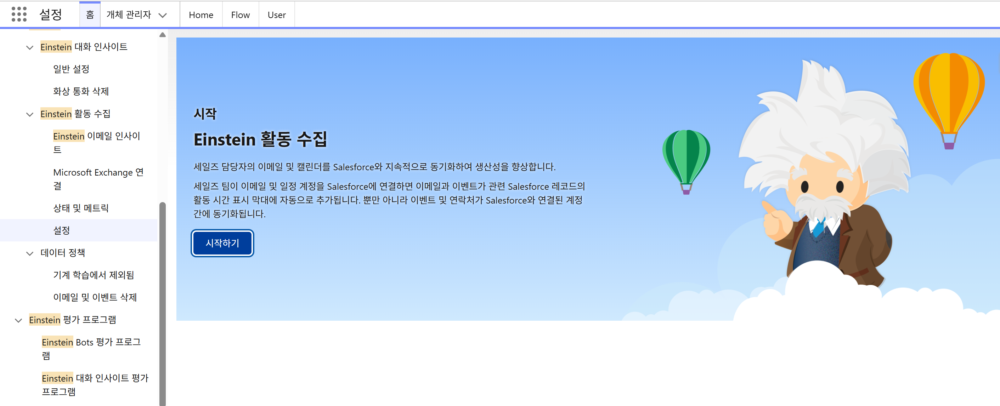 설정
홈
개체 관리자
Home
Flow
User
Einstein 대화 인사이트
일반 설정
화상 통화 삭제
Einstein 활동 수집
Einstein 이메일 인사이
트
Microsoft Exchange 연
결
상태 및 메트릭
설정
데이터 정책
기계 학습에서 제외됨
이메일 및 이벤트 삭제
Einstein 평가 프로그램
Einstein Bots 평가 프로그
램
Einstein 대화 인사이트 평가
프로그램
시작
Einstein 활동 수집
세일즈 담당자의 이메일 및 캘린더를 Salesforce와 지속적으로 동기화하여 생산성을 향상합니다.
세일즈 팀이 이메일 및 일정 계정을 Salesforce에 연결하면 이메일과 이벤트가 관련 Salesforce 레코드의
활동 시간 표시 막대에 자동으로 추가됩니다. 뿐만 아니라 이벤트 및 연락처가 Salesforce와 연결된 계정
간에 동기화됩니다.
시작하기